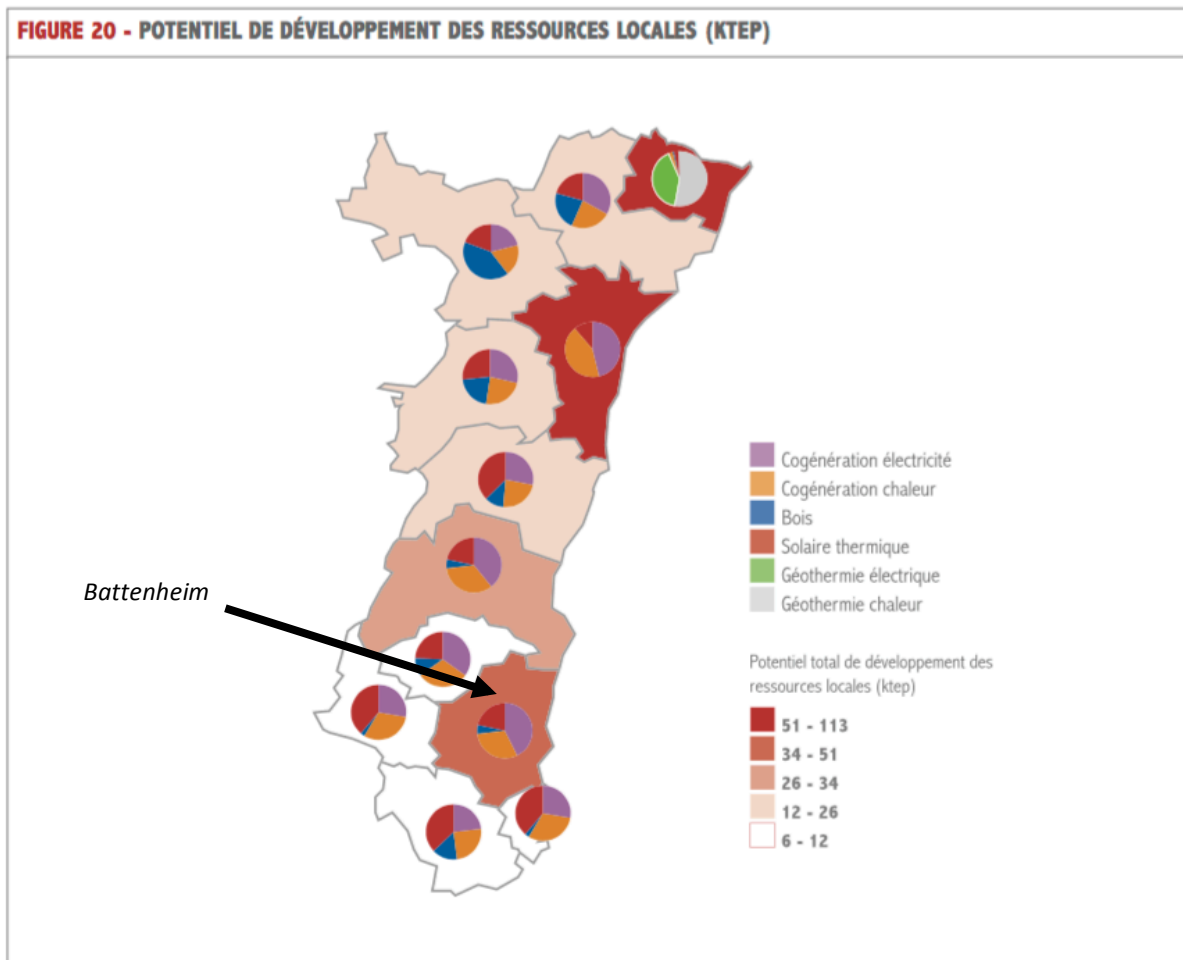 FIGURE 20 - POTENTIEL DE DÉVELOPPEMENT DES RESSOURCES LOCALES (KTEP)
Battenheim
Cogénération électricité
Cogénération chaleur
Bois
Solaire thermique
Géothermie électrique
Géothermie chaleur
Potentiel total de développement des
ressources locales (ktep)
51 - 113
34 - 51
26 - 34
12 - 26
6 - 12